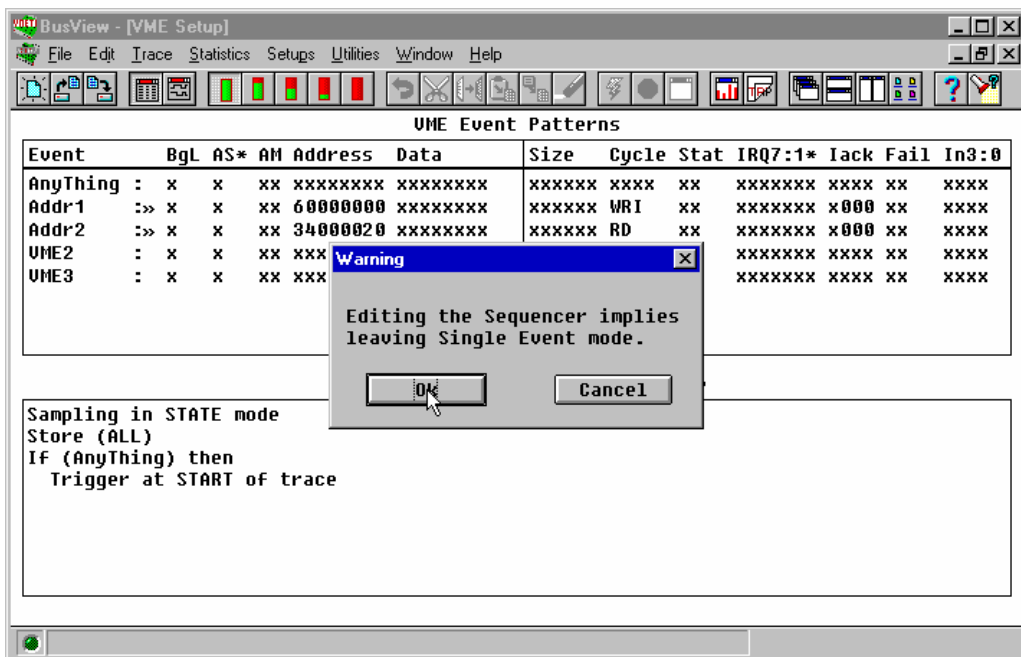 BusView - [VME Setup]
File Edit Trace Statistics Setups Utilities Window Help
VME Event Patterns
Event BgL AS* AM Address Data Size Cycle Stat IRQ7:1* Iack Fail In3:0
AnyThing : x x xx xxxxxxxx xxxxxxxx xxxxxx xxxx xx xxxxxxx xxxx xx xxxx
Addr1 :» x x xx 60000000 xxxxxxxx xxxxxx WRI xx xxxxxxx x000 xx xxxx
Addr2 :» x x xx 34000020 xxxxxxxx xxxxxx RD xx xxxxxxx x000 xx xxxx
VME2 : x x xx xxx xxxxxxx xxxx xx xxxx
VME3 : x x xx xxx xxxxxxx xxxx xx xxxx
Warning
Editing the Sequencer implies
leaving Single Event mode.
Ok Cancel
Sampling in STATE mode
Store (ALL)
If (AnyThing) then
Trigger at START of trace